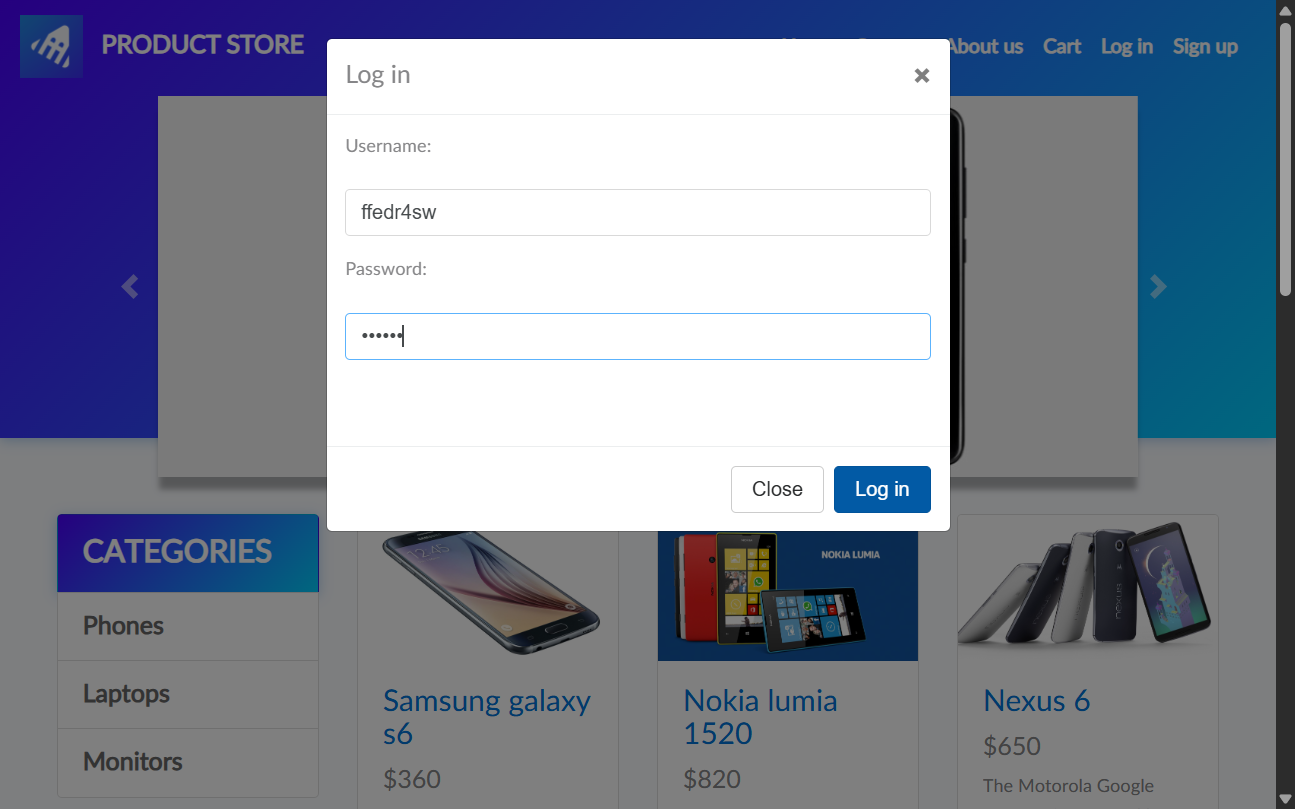 PRODUCT STORE
About us Cart Log in Sign up
Log in
Username:
ffedr4sw
Password:
••••••
Close Log in
CATEGORIES
Phones
Laptops
Monitors
NOKIA LUMIA
Samsung galaxy
s6
$360
Nokia lumia
1520
$820
Nexus 6
$650
The Motorola Google